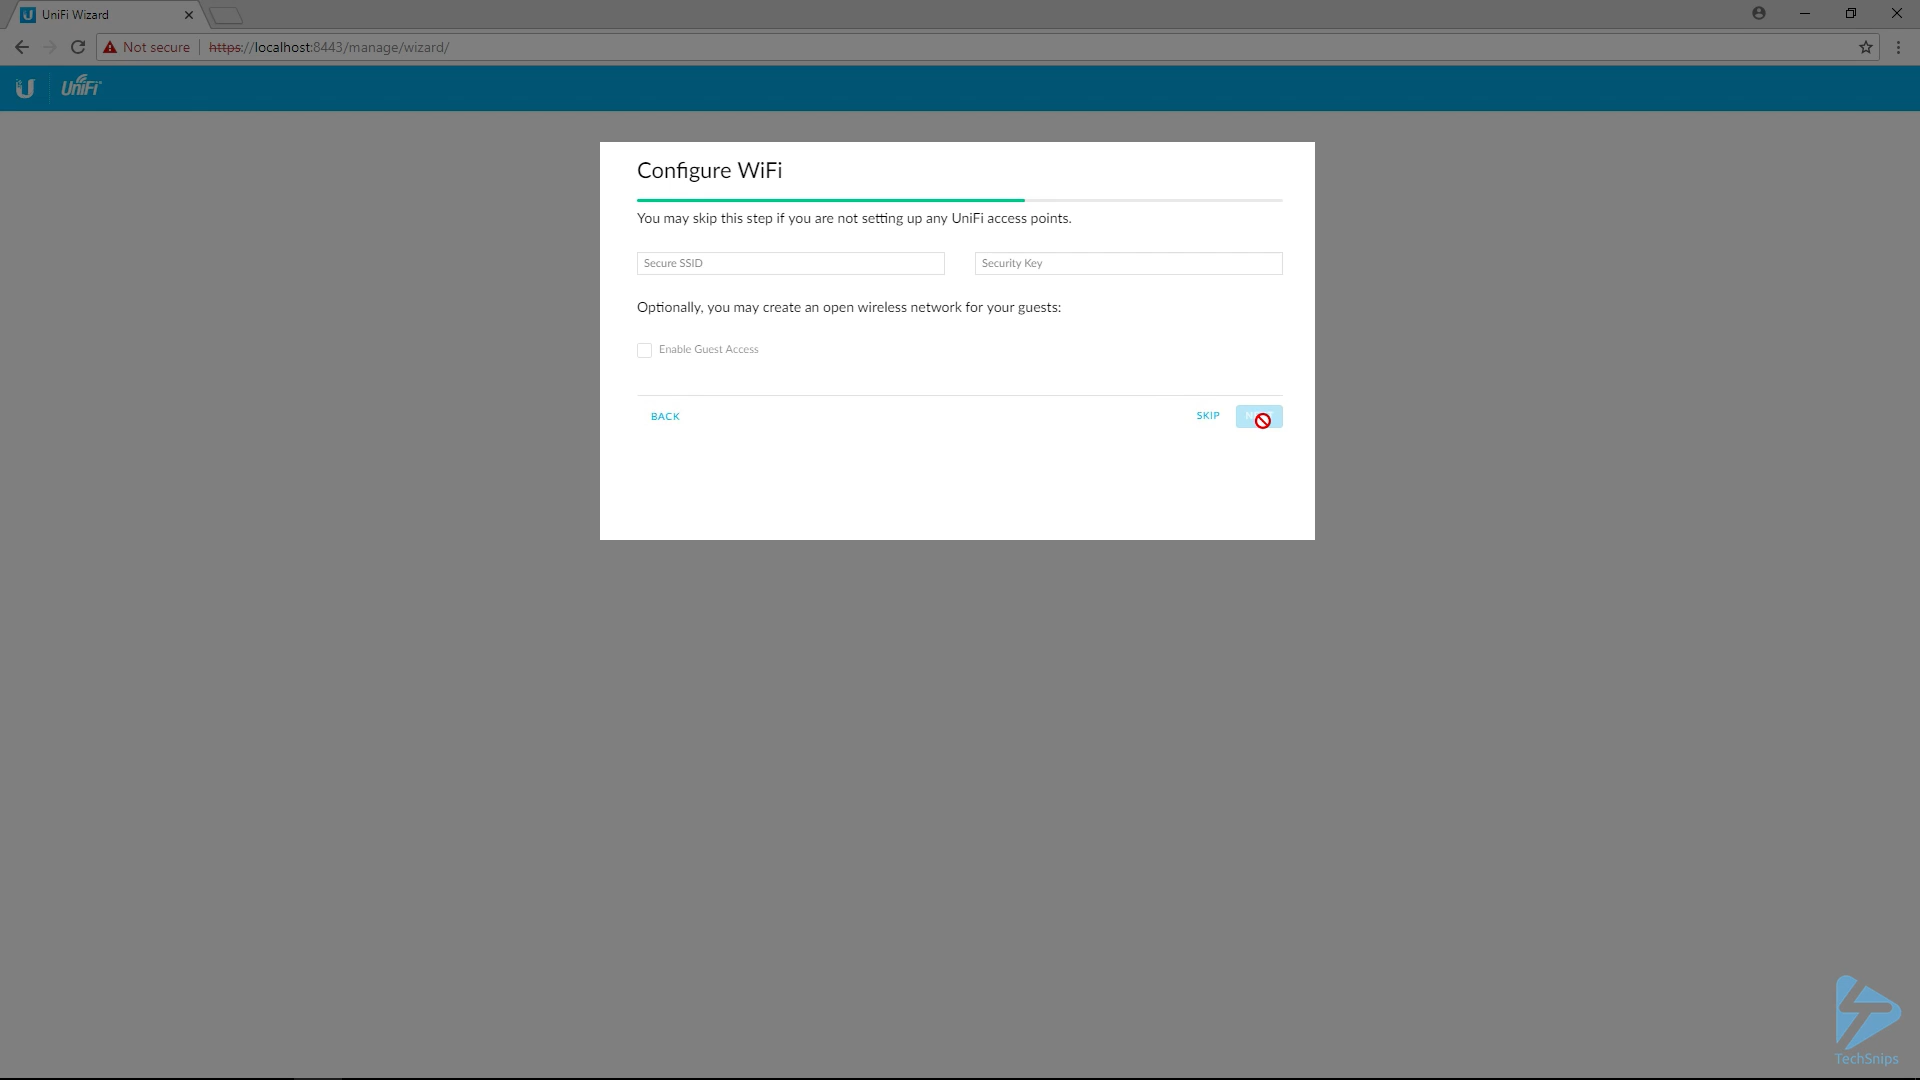 UniFi Wizard
Not secure https://localhost:8443/manage/wizard/
UniFi
Configure WiFi
You may skip this step if you are not setting up any UniFi access points.
Secure SSID Security Key
Optionally, you may create an open wireless network for your guests:
Enable Guest Access
BACK SKIP
TechSnips